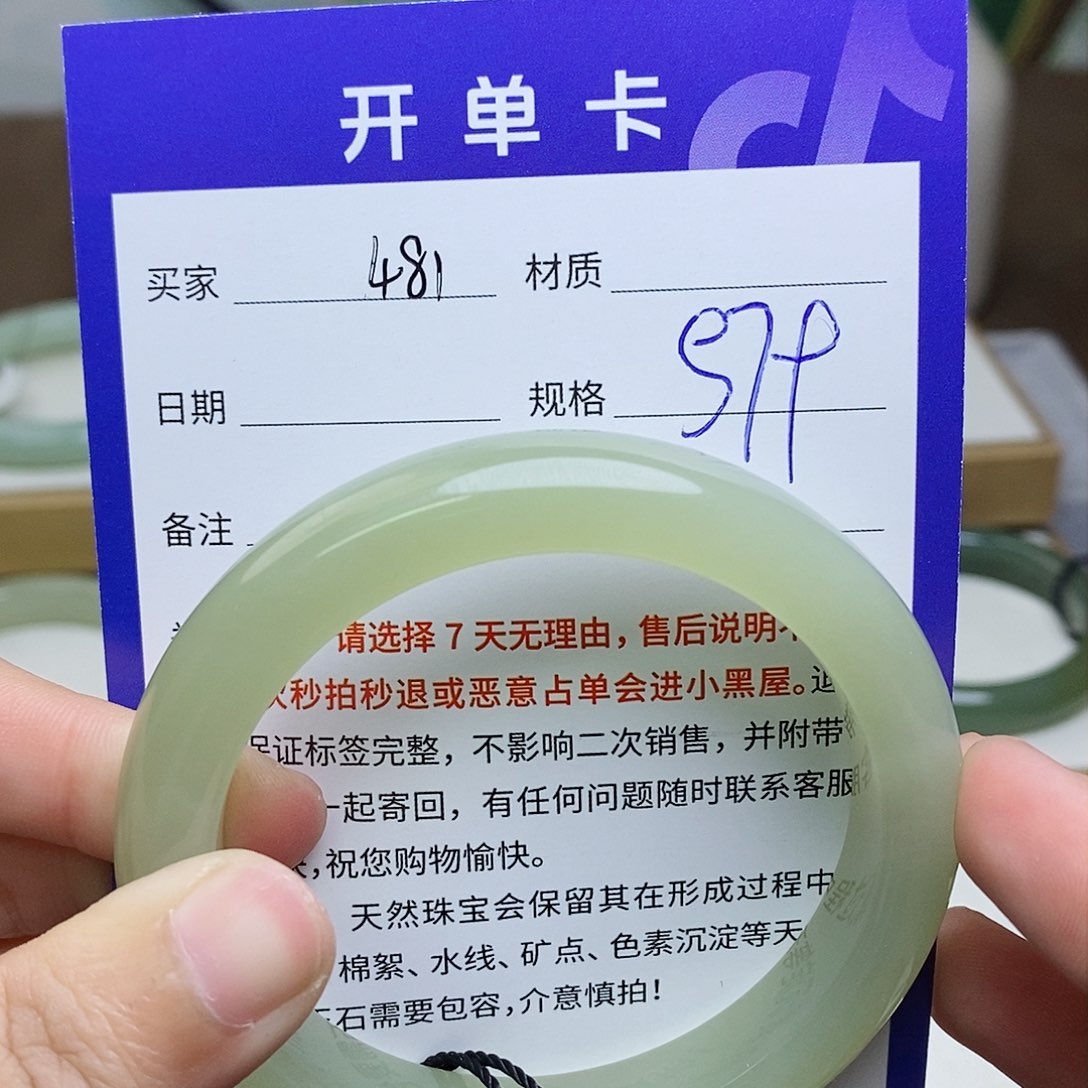 开单卡
买家 481 材质
日期 规格 57中
备注
请选择7天无理由，售后说明
秒拍秒退或恶意占单会进小黑屋。
保证标签完整，不影响二次销售，并附带
一起寄回，有任何问题随时联系客服
，祝您购物愉快。
天然珠宝会保留其在形成过程中
棉絮、水线、矿点、色素沉淀等天
石需要包容，介意慎拍！